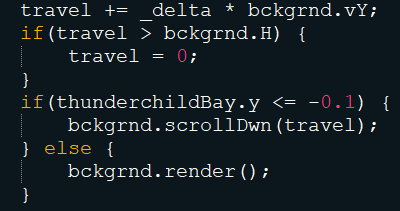 travel += _delta * bckgrnd.vY;
if(travel > bckgrnd.H) {
    travel = 0;
}
if(thunderchildBay.y <= -0.1) {
    bckgrnd.scrollDwn(travel);
} else {
    bckgrnd.render();
}